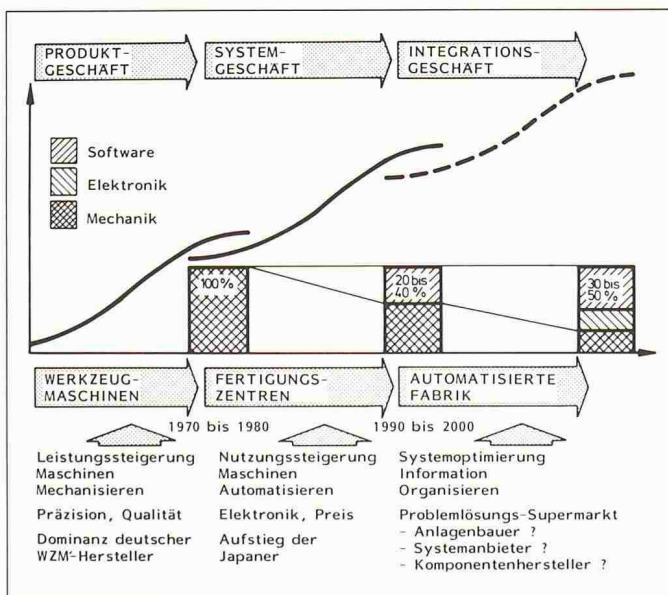 PRODUKT-
GESCHÄFT
SYSTEM-
GESCHÄFT
INTEGRATIONS-
GESCHÄFT
Software
Elektronik
Mechanik
100%
20 bis
40 %
30 bis
50 %
WERKZEUG-
MASCHINEN
FERTIGUNGS-
ZENTREN
AUTOMATISIERTE
FABRIK
1970 bis 1980
1990 bis 2000
Leistungssteigerung
Maschinen
Mechanisieren
Präzision, Qualität
Dominanz deutscher
WZM-Hersteller
Nutzungssteigerung
Maschinen
Automatisieren
Elektronik, Preis
Aufstieg der
Japaner
Systemoptimierung
Information
Organisieren
Problemlösungs-Supermarkt
- Anlagenbauer ?
- Systemanbieter ?
- Komponentenhersteller ?